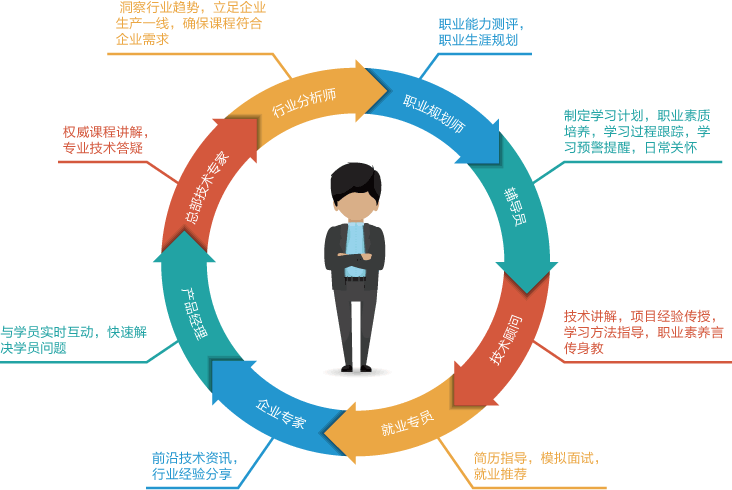 洞察行业趋势，立足企业
生产一线，确保课程符合
企业需求
行业分析师
职业能力测评，
职业生涯规划
职业规划师
制定学习计划，职业素质
培养，学习过程跟踪，学
习预警提醒，日常关怀
辅导员
技术讲解，项目经验传授，
学习方法指导，职业素养言
传身教
技术顾问
简历指导，模拟面试，
就业推荐
就业专员
前沿技术资讯，
行业经验分享
企业专家
与学员实时互动，快速解
决学员问题
产品经理
权威课程讲解，
专业技术答疑
总部技术专家